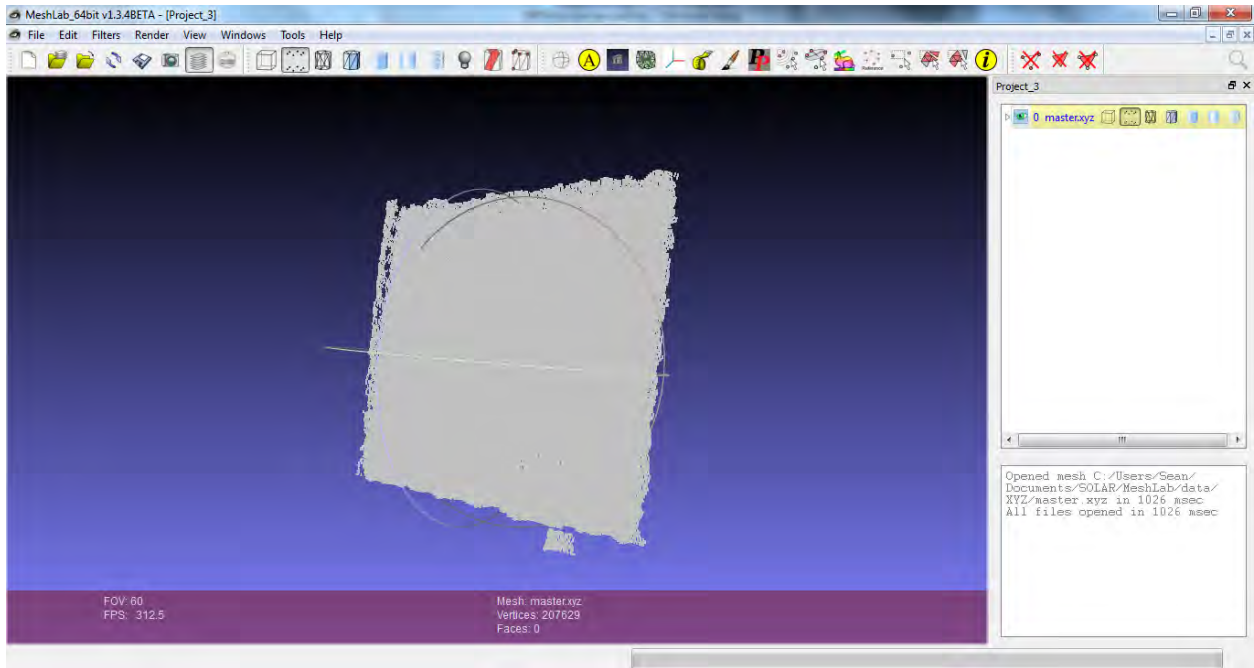 MeshLab_64bit v1.3.4BETA - [Project_3]
File Edit Filters Render View Windows Tools Help
A
i
Project_3
0 master.xyz
Opened mesh C:/Users/Sean/
Documents/SOLAR/MeshLab/data/
XYZ/master.xyz in 1026 msec
All files opened in 1026 msec
FOV: 60
FPS: 312.5
Mesh: master.xyz
Vertices: 207629
Faces: 0